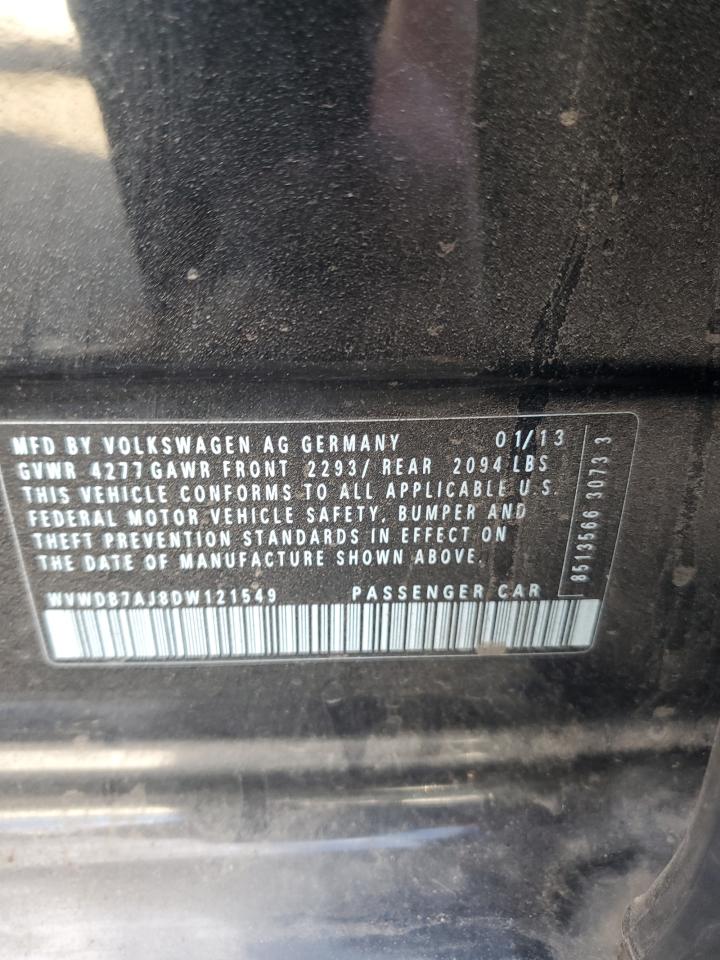 MFD BY VOLKSWAGEN AG GERMANY 01/13
GVWR 4277 GAWR FRONT 2293/ REAR 2094 LBS
THIS VEHICLE CONFORMS TO ALL APPLICABLE U.S.
FEDERAL MOTOR VEHICLE SAFETY, BUMPER AND
THEFT PREVENTION STANDARDS IN EFFECT ON
THE DATE OF MANUFACTURE SHOWN ABOVE.
WVWDB7AJ8DW121549 PASSENGER CAR
8513566 3073 3